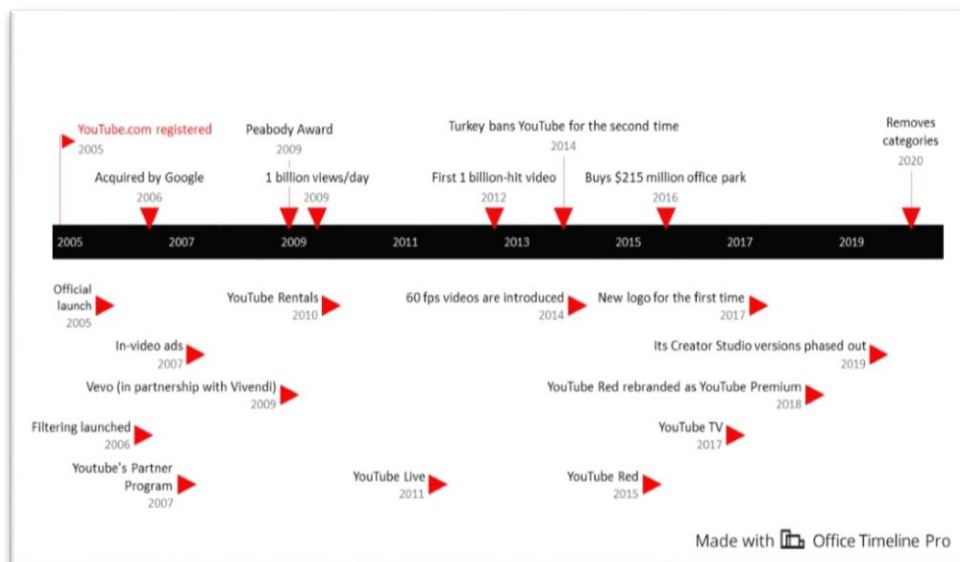 YouTube.com registered
2005
Peabody Award
2009
Turkey bans YouTube for the second time
2014
Removes
categories
2020
Acquired by Google
2006
1 billion views/day
2009
First 1 billion-hit video
2012
Buys $215 million office park
2016
2005 2007 2009 2011 2013 2015 2017 2019
Official
launch
2005
YouTube Rentals
2010
60 fps videos are introduced
2014
New logo for the first time
2017
In-video ads
2007
Its Creator Studio versions phased out
2019
Vevo (in partnership with Vivendi)
2009
YouTube Red rebranded as YouTube Premium
2018
Filtering launched
2006
YouTube TV
2017
Youtube's Partner
Program
2007
YouTube Live
2011
YouTube Red
2015
Made with Office Timeline Pro